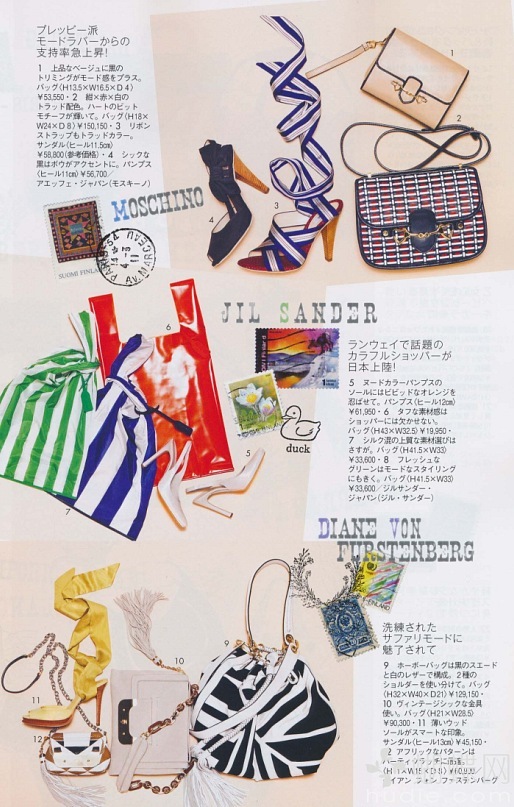 プレッピー派
モードラバーからの
支持率急上昇!
1 上品なベージュに黒の
トリミングがモード感をプラス。
バッグ〈H13.5×W16.5×D4〉
¥53,550・2 紺×赤×白の
トラッド配色。ハートのビット
モチーフが輝いて。バッグ〈H18×
W24×D8〉¥150,150・3 リボン
ストラップもトラッドカラー。
サンダル〈ヒール11.5cm〉
¥58,800(参考価格)・4 シックな
黒はボウがアクセントに。パンプス
〈ヒール11cm〉¥56,700/
アエッフェ・ジャパン(モスキーノ)
1
2
3
4
MOSCHINO
SUOMI FINLAND
PARIS-54
AV. MARCEAU
JIL SANDER
6
5
7
duck
ランウェイで話題の
カラフルショッパーが
日本上陸!
5 ヌードカラーパンプスの
ソールにはビビッドなオレンジを
忍ばせて。パンプス〈ヒール12cm〉
¥61,950・6 タフな素材感は
ショッパーには欠かせない。
バッグ〈H43×W32.5〉¥19,950・
7 シルク混の上質な素材選びは
さすが。バッグ〈H41.5×W33〉
¥33,600・8 フレッシュな
グリーンはモードなスタイリング
にもきく。バッグ〈H41.5×W33〉
¥33,600/ジルサンダー・
ジャパン(ジル・サンダー)
DIANE VON
FURSTENBERG
FINLAND
9
10
11
12
洗練された
サファリモードに
魅了されて
9 ホーボーバッグは黒のスエード
と白のレザーで構成。2種の
ショルダーを使い分けて。バッグ
〈H32×W40×D21〉¥129,150・
10 ヴィンテージシックな金具
使い。バッグ〈H21×W28.5〉
¥90,300・11 薄いウッド
ソールがスマートな印象。
サンダル〈ヒール13cm〉¥45,150・
2 アフリックなパターンは
パーティクラッチに最適。
¥60,900/
イアン フォン ファステンバーグ